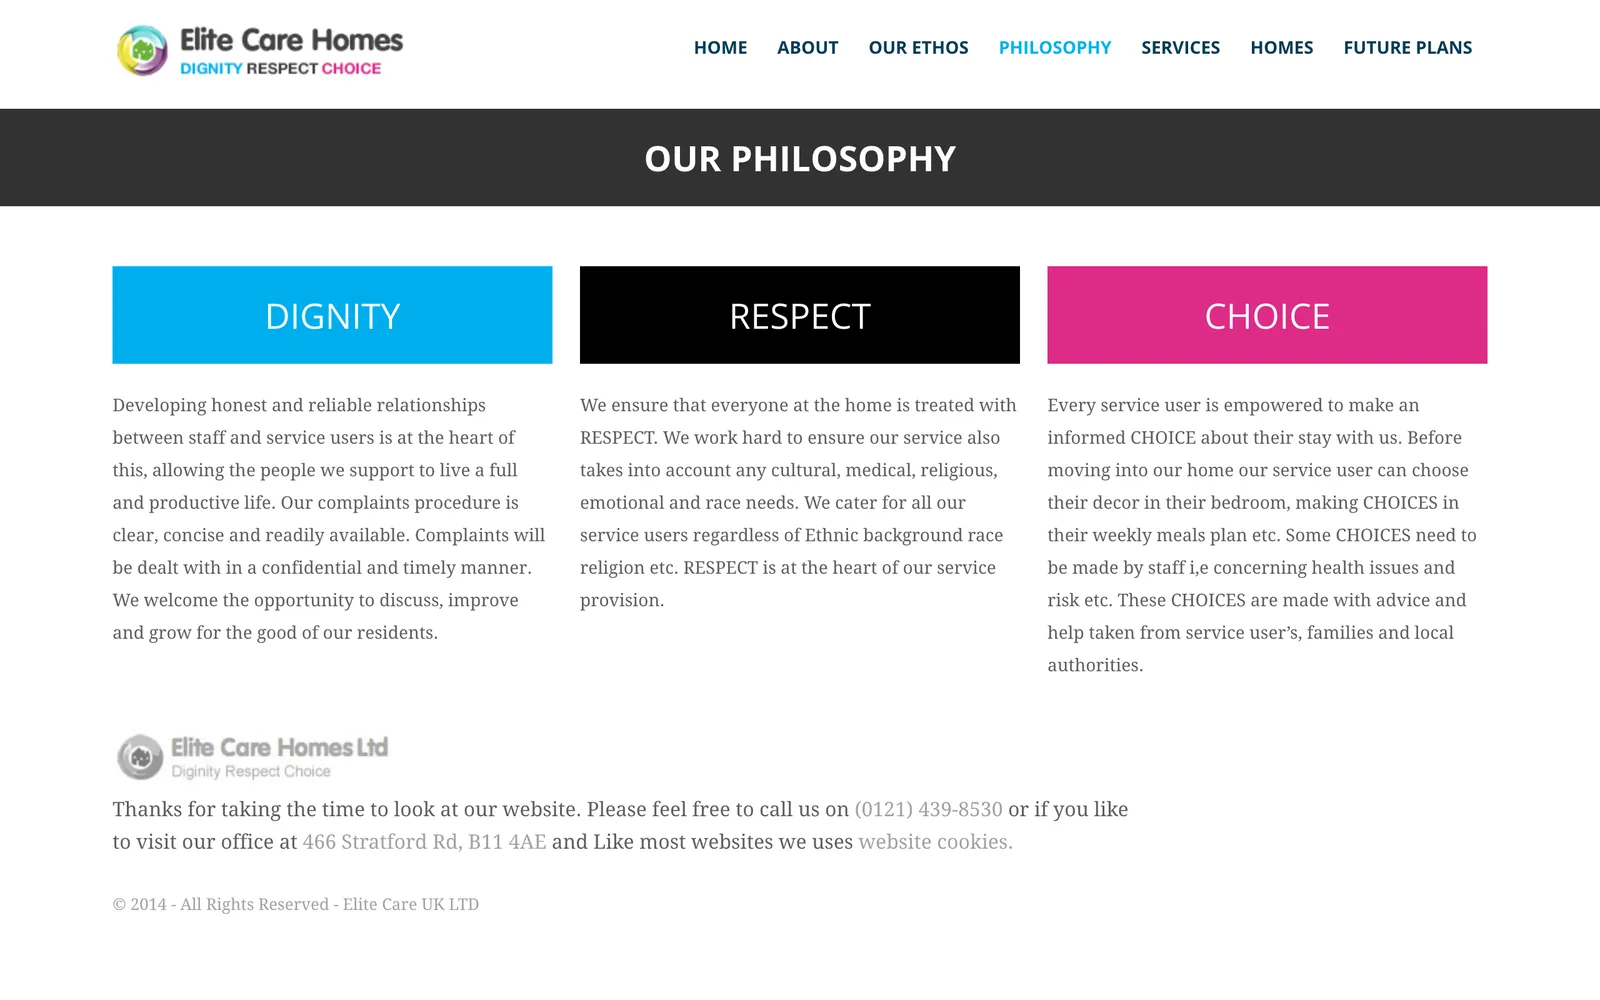 Elite Care Homes
DIGNITY RESPECT CHOICE
HOME ABOUT OUR ETHOS PHILOSOPHY SERVICES HOMES FUTURE PLANS
OUR PHILOSOPHY
DIGNITY
Developing honest and reliable relationships
between staff and service users is at the heart of
this, allowing the people we support to live a full
and productive life. Our complaints procedure is
clear, concise and readily available. Complaints will
be dealt with in a confidential and timely manner.
We welcome the opportunity to discuss, improve
and grow for the good of our residents.
RESPECT
We ensure that everyone at the home is treated with
RESPECT. We work hard to ensure our service also
takes into account any cultural, medical, religious,
emotional and race needs. We cater for all our
service users regardless of Ethnic background race
religion etc. RESPECT is at the heart of our service
provision.
CHOICE
Every service user is empowered to make an
informed CHOICE about their stay with us. Before
moving into our home our service user can choose
their decor in their bedroom, making CHOICES in
their weekly meals plan etc. Some CHOICES need to
be made by staff i,e concerning health issues and
risk etc. These CHOICES are made with advice and
help taken from service user’s, families and local
authorities.
Elite Care Homes Ltd
Diginity Respect Choice
Thanks for taking the time to look at our website. Please feel free to call us on (0121) 439-8530 or if you like
to visit our office at 466 Stratford Rd, B11 4AE and Like most websites we uses website cookies.
© 2014 - All Rights Reserved - Elite Care UK LTD